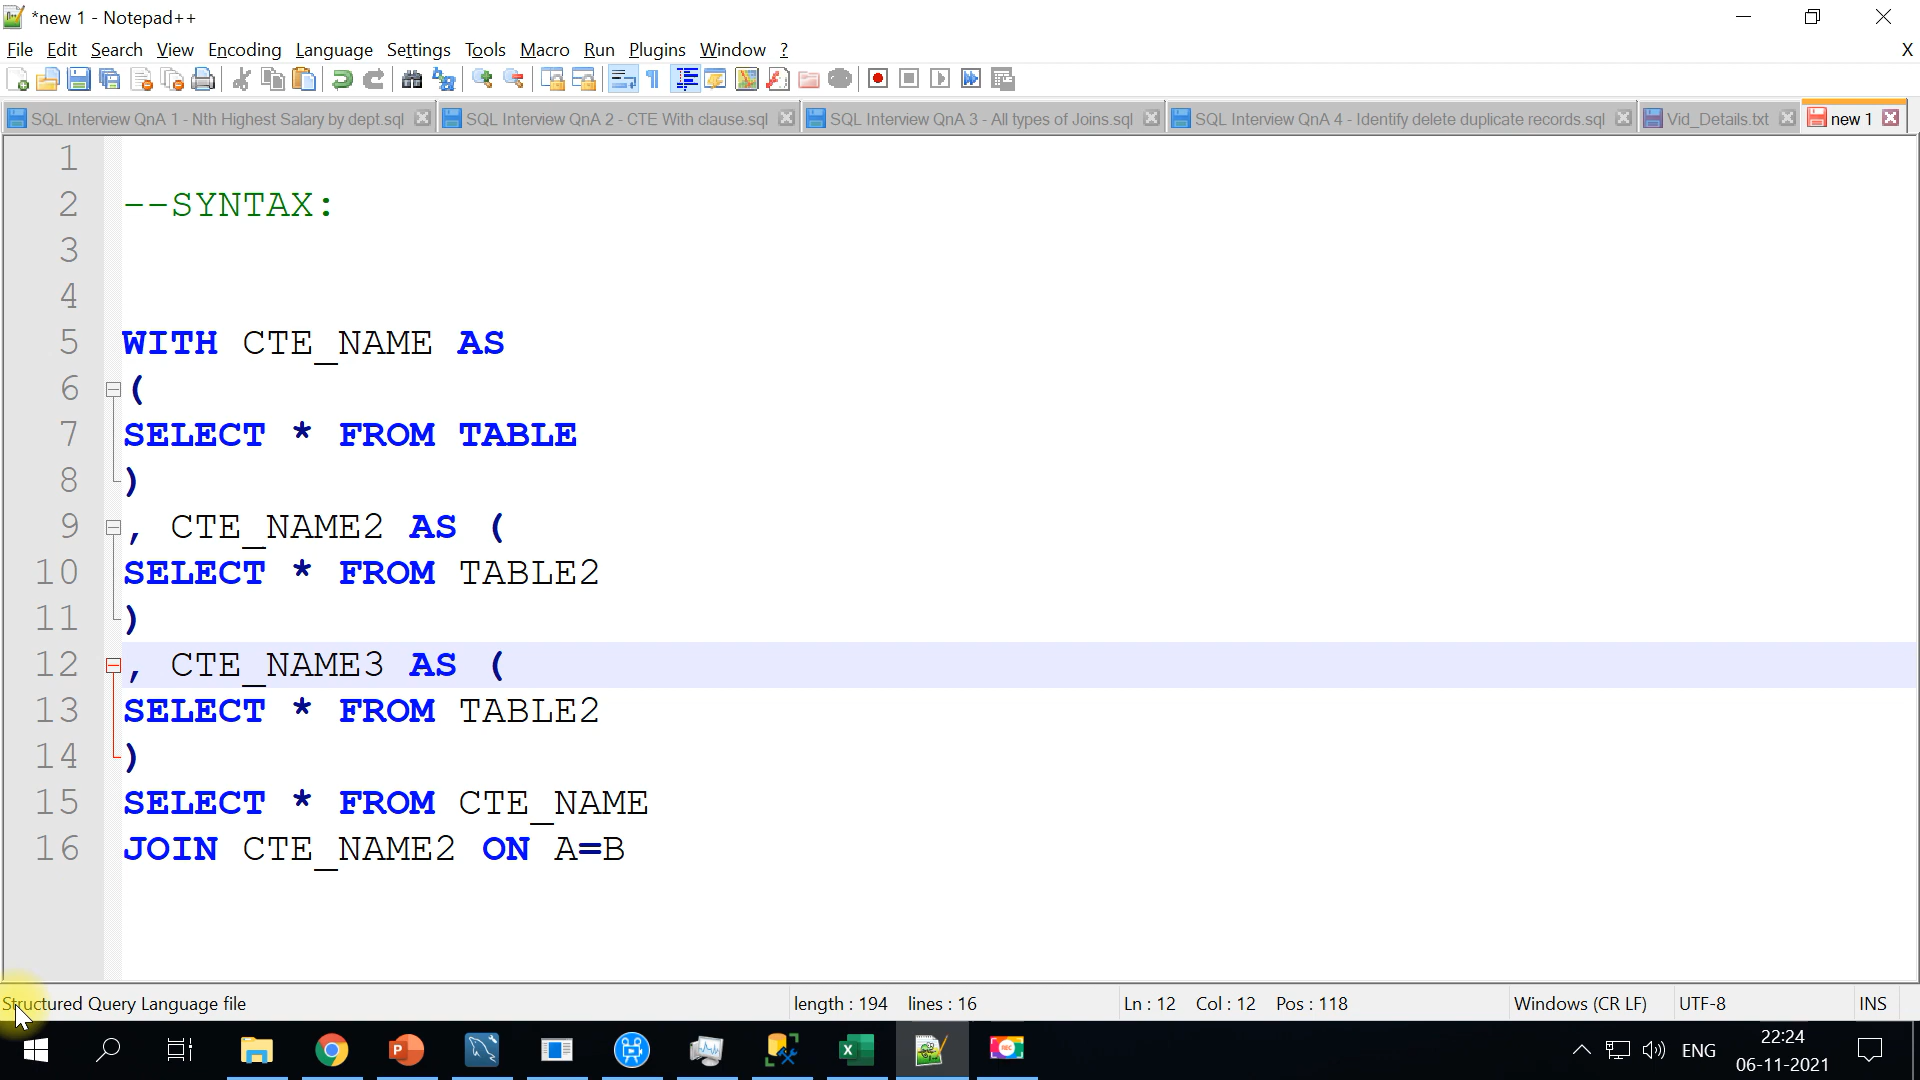 *new 1 - Notepad++
File Edit Search View Encoding Language Settings Tools Macro Run Plugins Window ? X
SQL Interview QnA 1 - Nth Highest Salary by dept.sql SQL Interview QnA 2 - CTE With clause.sql SQL Interview QnA 3 - All types of Joins.sql SQL Interview QnA 4 - Identify delete duplicate records.sql Vid_Details.txt new 1
1
2 --SYNTAX:
3
4
5 WITH CTE_NAME AS
6 (
7 SELECT * FROM TABLE
8 )
9 , CTE_NAME2 AS (
10 SELECT * FROM TABLE2
11 )
12 , CTE_NAME3 AS (
13 SELECT * FROM TABLE2
14 )
15 SELECT * FROM CTE_NAME
16 JOIN CTE_NAME2 ON A=B
Structured Query Language file length : 194 lines : 16 Ln : 12 Col : 12 Pos : 118 Windows (CR LF) UTF-8 INS
ENG 22:24
06-11-2021